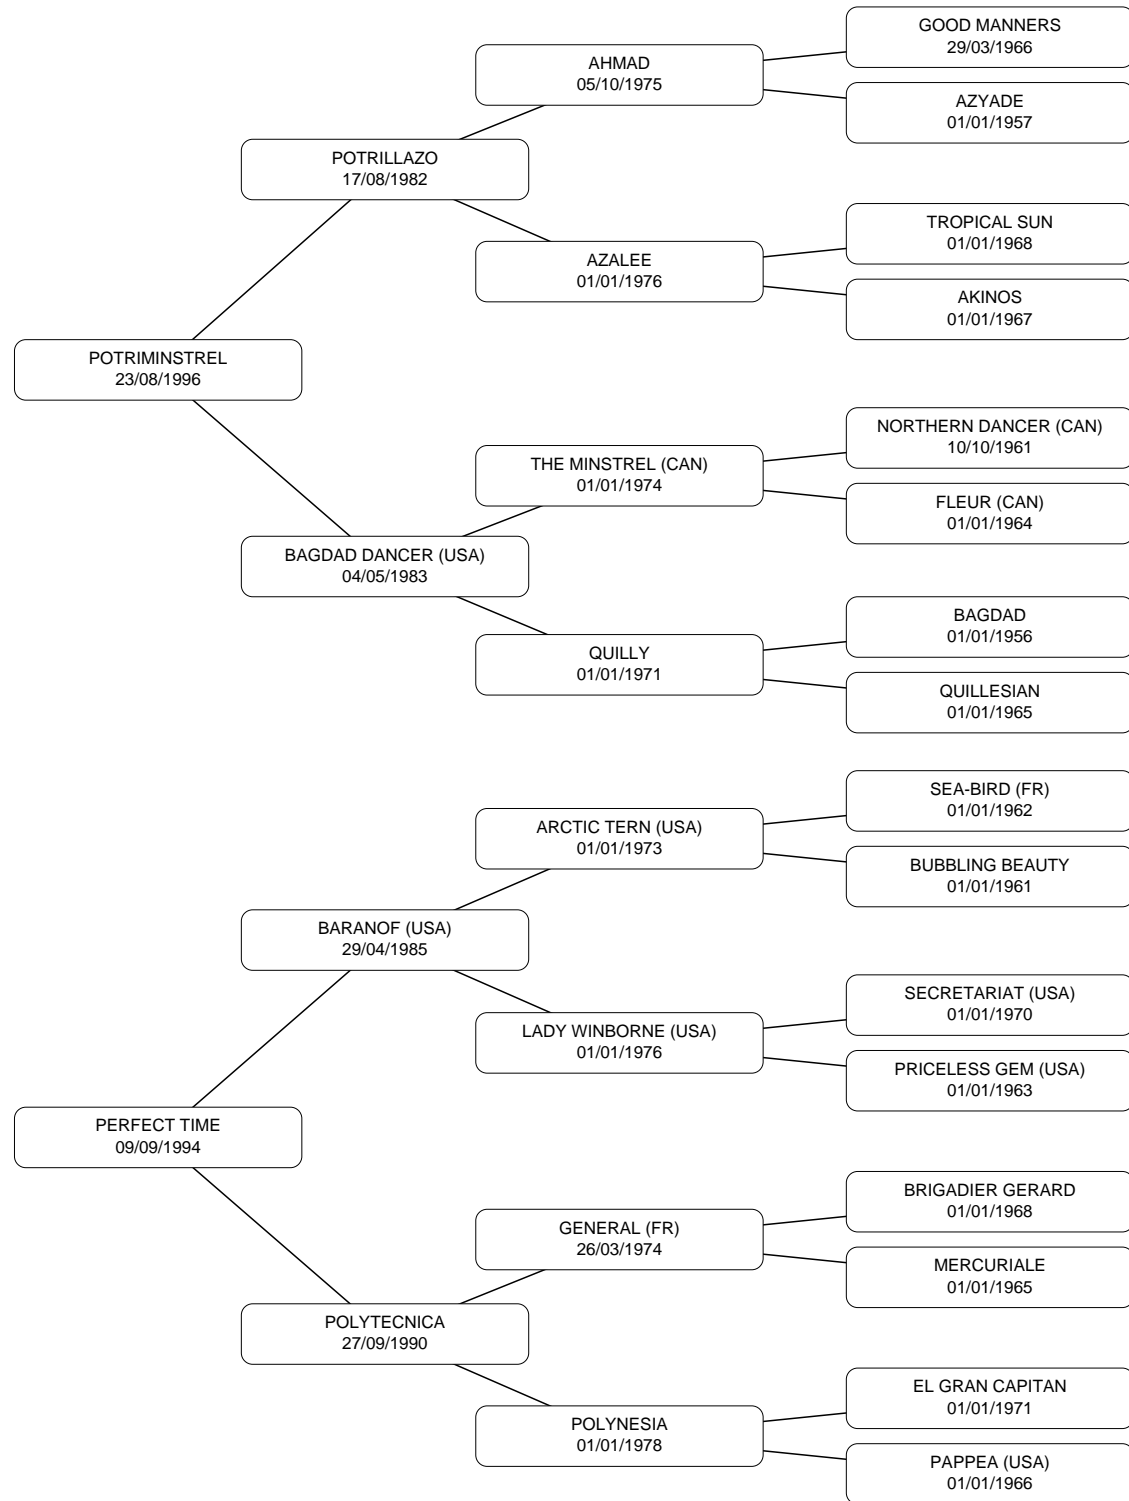 GOOD MANNERS
29/03/1966
AHMAD
05/10/1975
AZYADE
01/01/1957
POTRILLAZO
17/08/1982
TROPICAL SUN
01/01/1968
AZALEE
01/01/1976
AKINOS
01/01/1967
POTRIMINSTREL
23/08/1996
NORTHERN DANCER (CAN)
10/10/1961
THE MINSTREL (CAN)
01/01/1974
FLEUR (CAN)
01/01/1964
BAGDAD DANCER (USA)
04/05/1983
BAGDAD
01/01/1956
QUILLY
01/01/1971
QUILLESIAN
01/01/1965
SEA-BIRD (FR)
01/01/1962
ARCTIC TERN (USA)
01/01/1973
BUBBLING BEAUTY
01/01/1961
BARANOF (USA)
29/04/1985
SECRETARIAT (USA)
01/01/1970
LADY WINBORNE (USA)
01/01/1976
PRICELESS GEM (USA)
01/01/1963
PERFECT TIME
09/09/1994
BRIGADIER GERARD
01/01/1968
GENERAL (FR)
26/03/1974
MERCURIALE
01/01/1965
POLYTECNICA
27/09/1990
EL GRAN CAPITAN
01/01/1971
POLYNESIA
01/01/1978
PAPPEA (USA)
01/01/1966